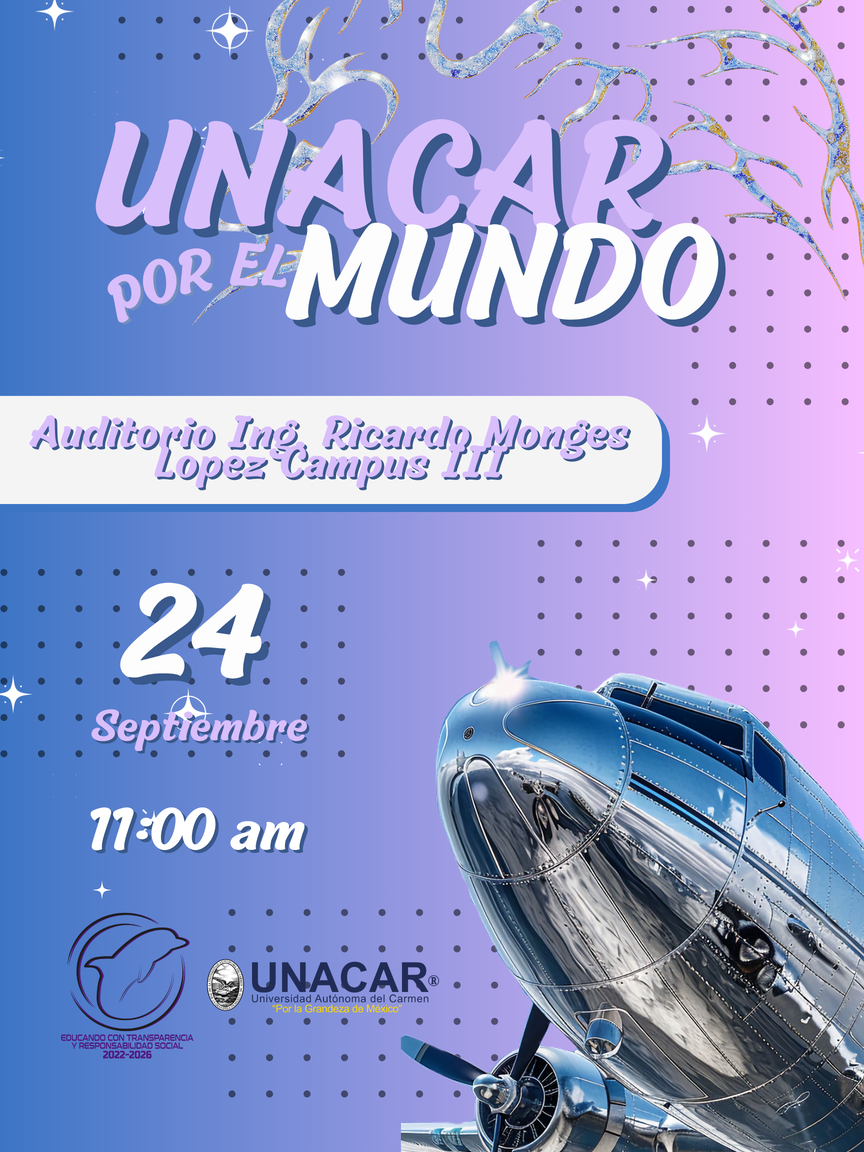 UNACAR
POR EL MUNDO
Auditorio Ing. Ricardo Monges
Lopez Campus III
24
Septiembre
11:00 am
EDUCANDO CON TRANSPARENCIA
Y RESPONSABILIDAD SOCIAL
2022-2026
UNACAR®
Universidad Autónoma del Carmen
"Por la Grandeza de México"